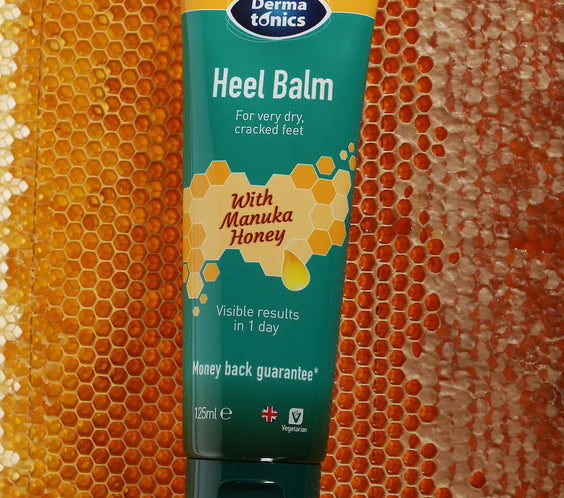 Derma
tonics
Heel Balm
For very dry,
cracked feet
With
Manuka
Honey
Visible results
in 1 day
Money back guarantee*
125ml ℮
Vegetarian